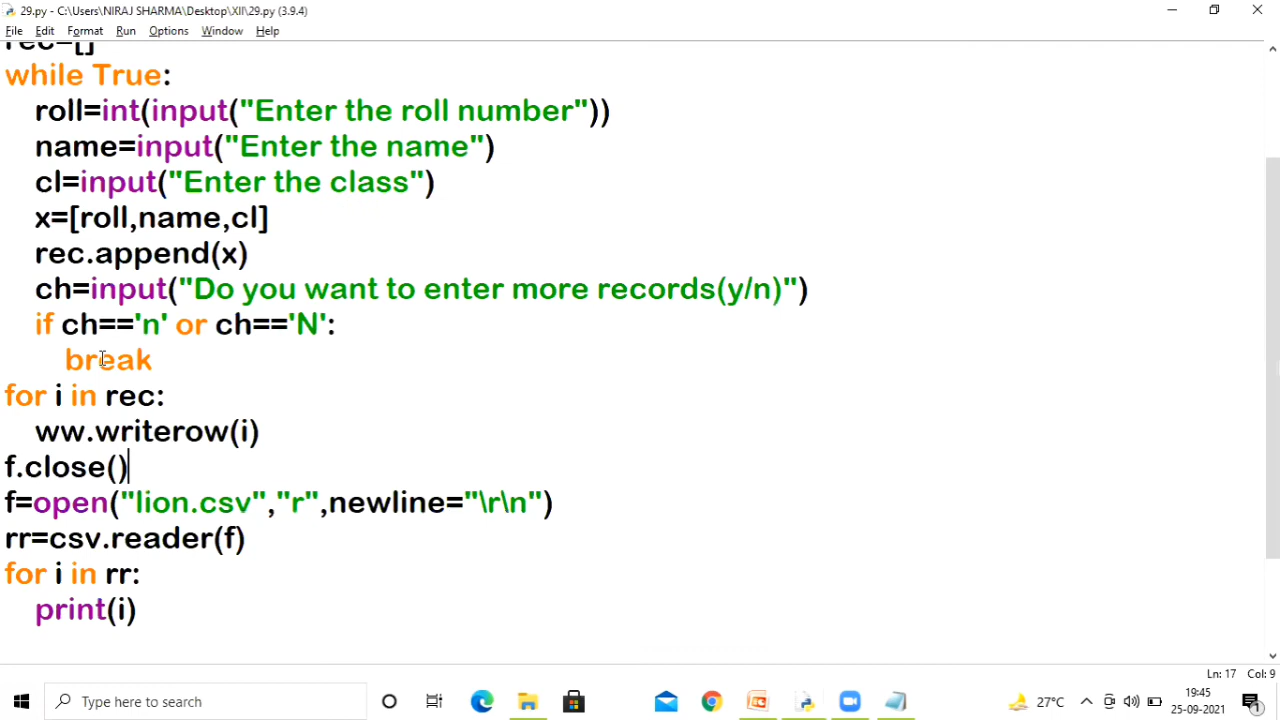 29.py - C:\Users\NIRAJ SHARMA\Desktop\XII\29.py (3.9.4)
File Edit Format Run Options Window Help
rec=[]
while True:
roll=int(input("Enter the roll number"))
name=input("Enter the name")
cl=input("Enter the class")
x=[roll,name,cl]
rec.append(x)
ch=input("Do you want to enter more records(y/n)")
if ch=='n' or ch=='N':
break
for i in rec:
ww.writerow(i)
f.close()
f=open("lion.csv","r",newline="\r\n")
rr=csv.reader(f)
for i in rr:
print(i)
Ln: 17 Col: 9
Type here to search
27°C
19:45
25-09-2021
1